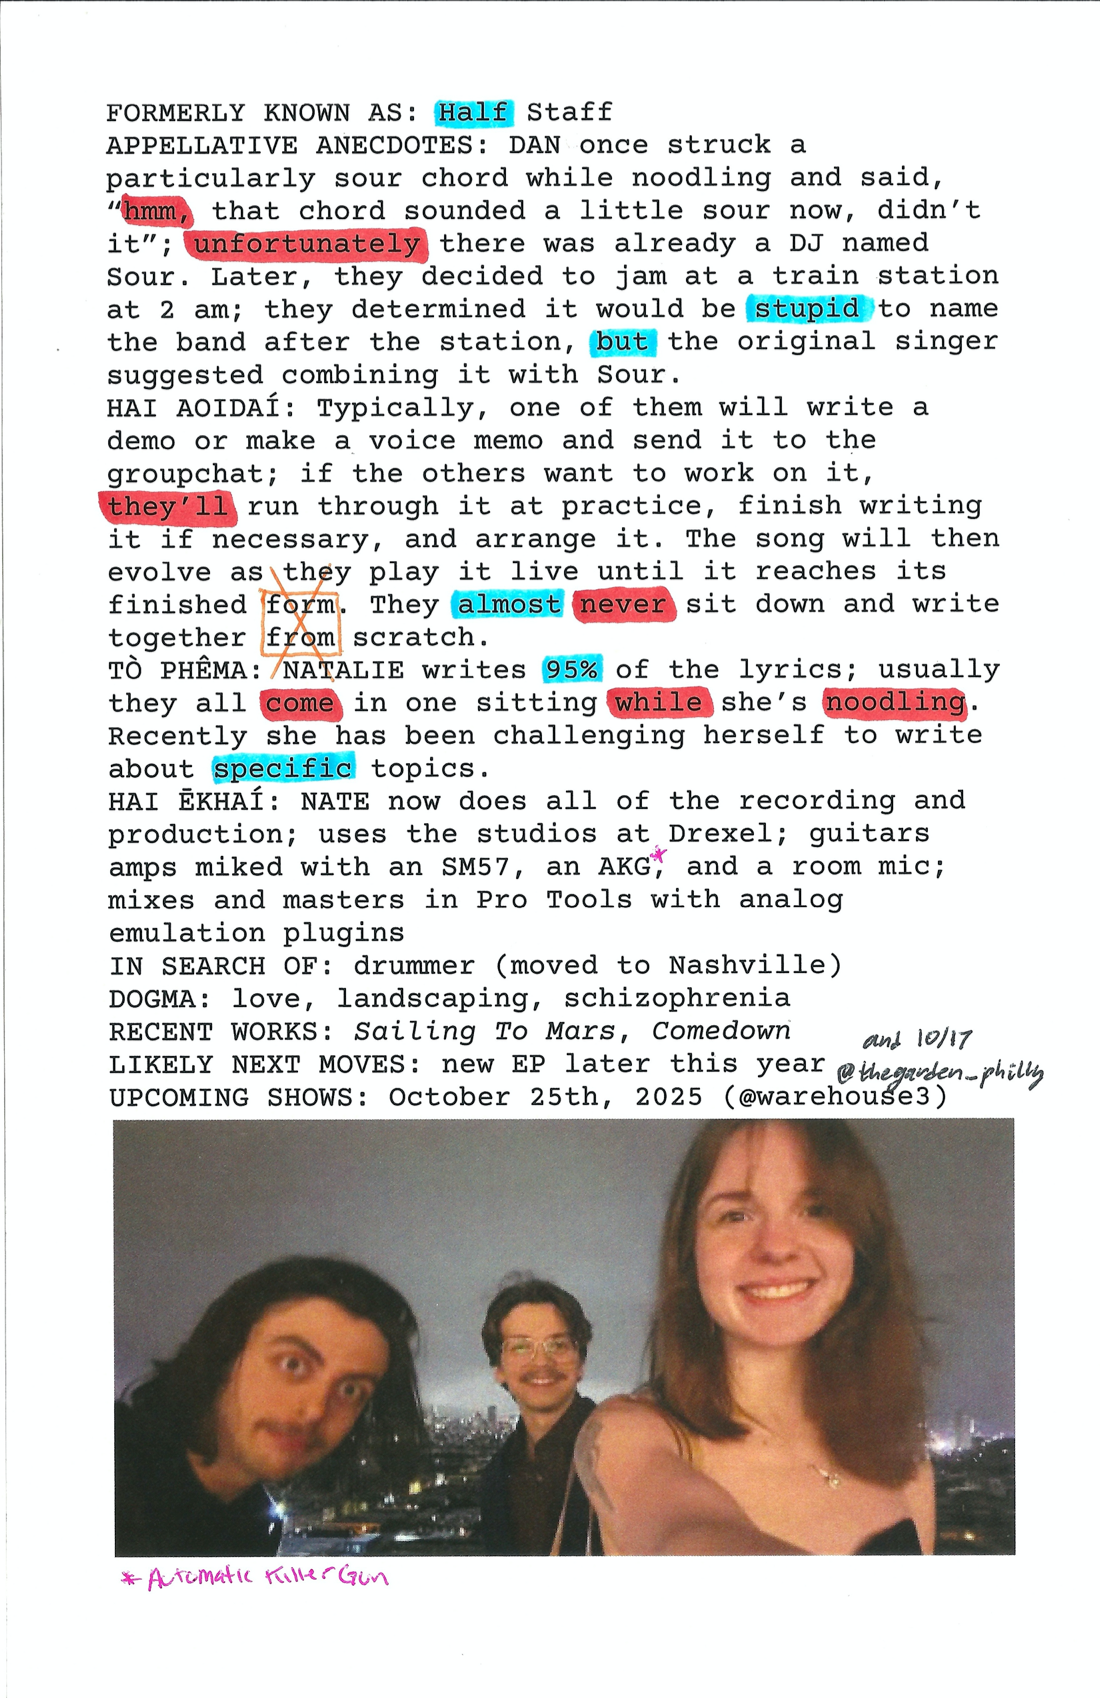 FORMERLY KNOWN AS: Half Staff
APPELLATIVE ANECDOTES: DAN once struck a
particularly sour chord while noodling and said,
“hmm, that chord sounded a little sour now, didn’t
it”; unfortunately there was already a DJ named
Sour. Later, they decided to jam at a train station
at 2 am; they determined it would be stupid to name
the band after the station, but the original singer
suggested combining it with Sour.
HAI AOIDAÍ: Typically, one of them will write a
demo or make a voice memo and send it to the
groupchat; if the others want to work on it,
they’ll run through it at practice, finish writing
it if necessary, and arrange it. The song will then
evolve as they play it live until it reaches its
finished form. They almost never sit down and write
together from scratch.
TÒ PHÊMA: NATALIE writes 95% of the lyrics; usually
they all come in one sitting while she’s noodling.
Recently she has been challenging herself to write
about specific topics.
HAI ĒKHAÍ: NATE now does all of the recording and
production; uses the studios at Drexel; guitars
amps miked with an SM57, an AKG*, and a room mic;
mixes and masters in Pro Tools with analog
emulation plugins
IN SEARCH OF: drummer (moved to Nashville)
DOGMA: love, landscaping, schizophrenia
RECENT WORKS: Sailing To Mars, Comedown
LIKELY NEXT MOVES: new EP later this year
and 10/17
@thegarden_philly
UPCOMING SHOWS: October 25th, 2025 (@warehouse3)
* Automatic Killer Gun